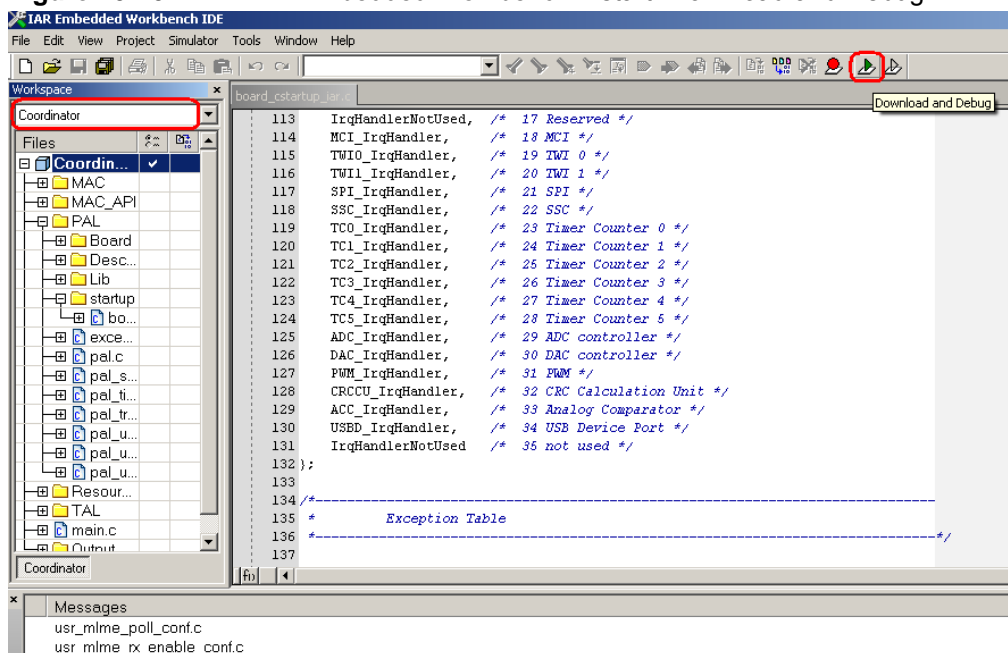 IAR Embedded Workbench IDE
File Edit View Project Simulator Tools Window Help
Download and Debug
Workspace
Coordinator
Files
Coordin...
MAC
MAC_API
PAL
Board
Desc...
Lib
startup
bo...
exce...
pal.c
pal_s...
pal_ti...
pal_tr...
pal_u...
pal_u...
pal_u...
Resour...
TAL
main.c
Output
Coordinator
board_cstartup_iar.c
113 IrqHandlerNotUsed, /* 17 Reserved */
114 MCI_IrqHandler, /* 18 MCI */
115 TWI0_IrqHandler, /* 19 TWI 0 */
116 TWI1_IrqHandler, /* 20 TWI 1 */
117 SPI_IrqHandler, /* 21 SPI */
118 SSC_IrqHandler, /* 22 SSC */
119 TC0_IrqHandler, /* 23 Timer Counter 0 */
120 TC1_IrqHandler, /* 24 Timer Counter 1 */
121 TC2_IrqHandler, /* 25 Timer Counter 2 */
122 TC3_IrqHandler, /* 26 Timer Counter 3 */
123 TC4_IrqHandler, /* 27 Timer Counter 4 */
124 TC5_IrqHandler, /* 28 Timer Counter 5 */
125 ADC_IrqHandler, /* 29 ADC controller */
126 DAC_IrqHandler, /* 30 DAC controller */
127 PWM_IrqHandler, /* 31 PWM */
128 CRCCU_IrqHandler, /* 32 CRC Calculation Unit */
129 ACC_IrqHandler, /* 33 Analog Comparator */
130 USBD_IrqHandler, /* 34 USB Device Port */
131 IrqHandlerNotUsed /* 35 not used */
132 };
133
134 /*------------------------------------------------------------------------------
135 * Exception Table
136 *------------------------------------------------------------------------------*/
137
f()
Messages
usr_mlme_poll_conf.c
usr_mlme_rx_enable_conf.c